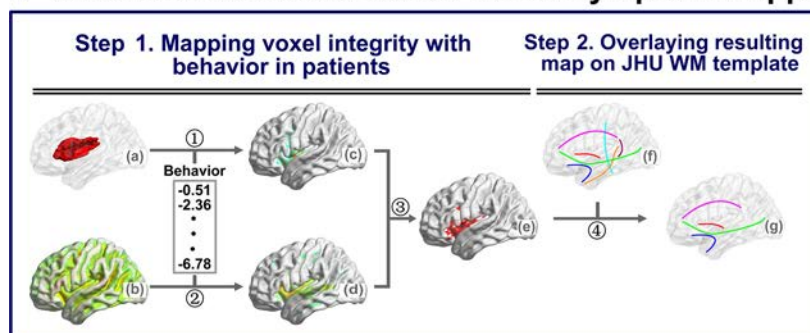 Step 1. Mapping voxel integrity with
behavior in patients
Step 2. Overlaying resulting
map on JHU WM template
(a)
①
Behavior
-0.51
-2.36
•
•
•
-6.78
②
(b)
(c)
(d)
③
(e)
(f)
④
(g)